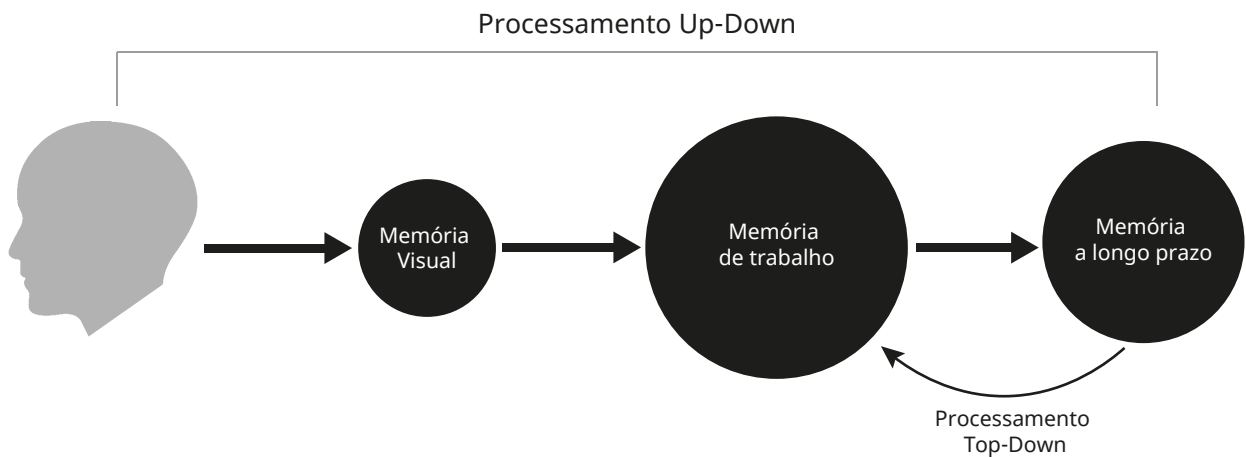 Processamento Up-Down
Memória
Visual
Memória
de trabalho
Memória
a longo prazo
Processamento
Top-Down